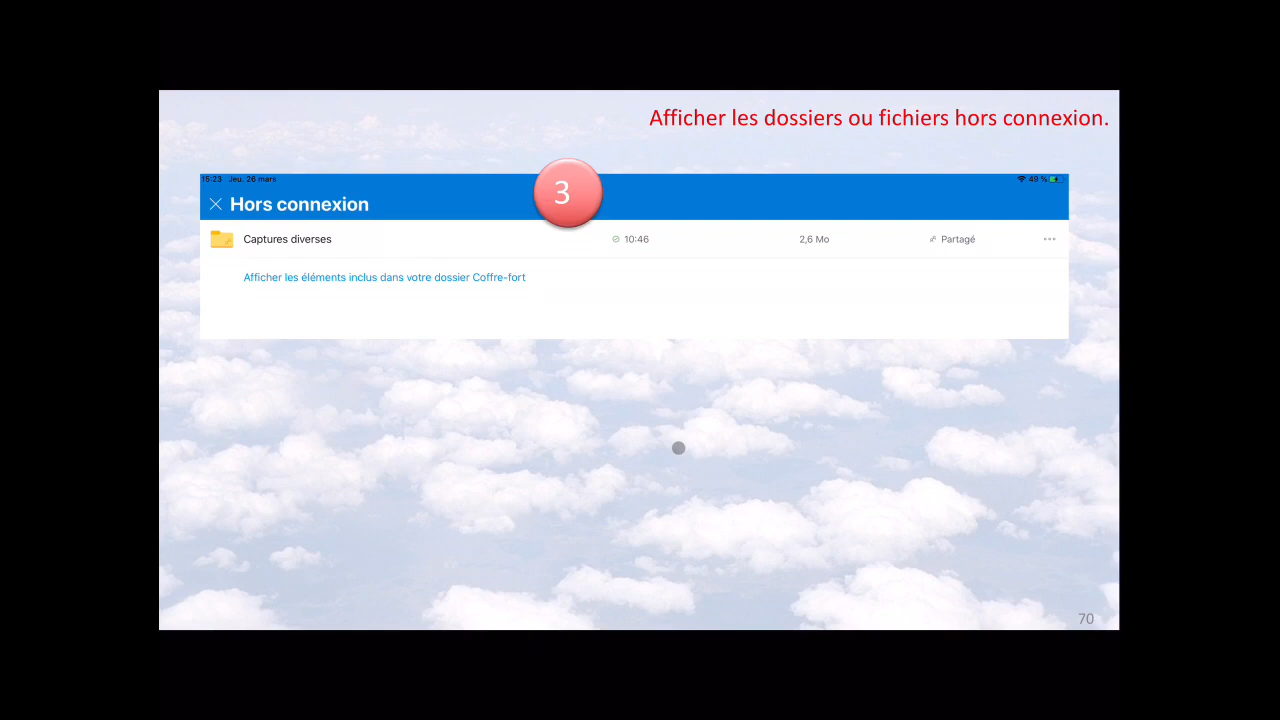 Afficher les dossiers ou fichiers hors connexion.
3
15:23 Jeu. 26 mars 49 %
Hors connexion
Captures diverses 10:46 2,6 Mo Partagé
Afficher les éléments inclus dans votre dossier Coffre-fort
70